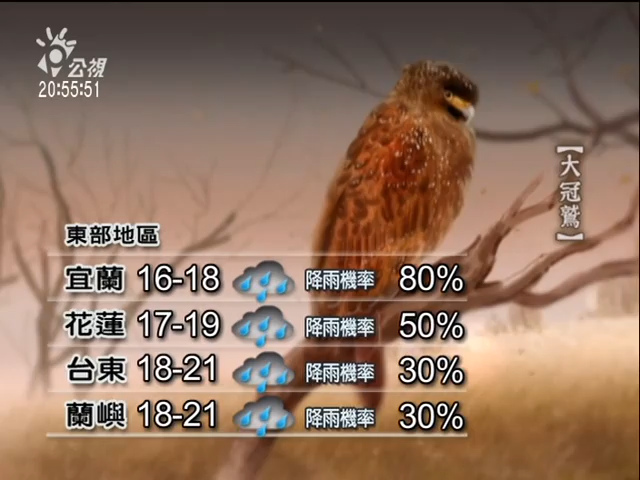 公視
20:55:51
【大冠鷲】
東部地區
宜蘭 16-18 降雨機率 80%
花蓮 17-19 降雨機率 50%
台東 18-21 降雨機率 30%
蘭嶼 18-21 降雨機率 30%